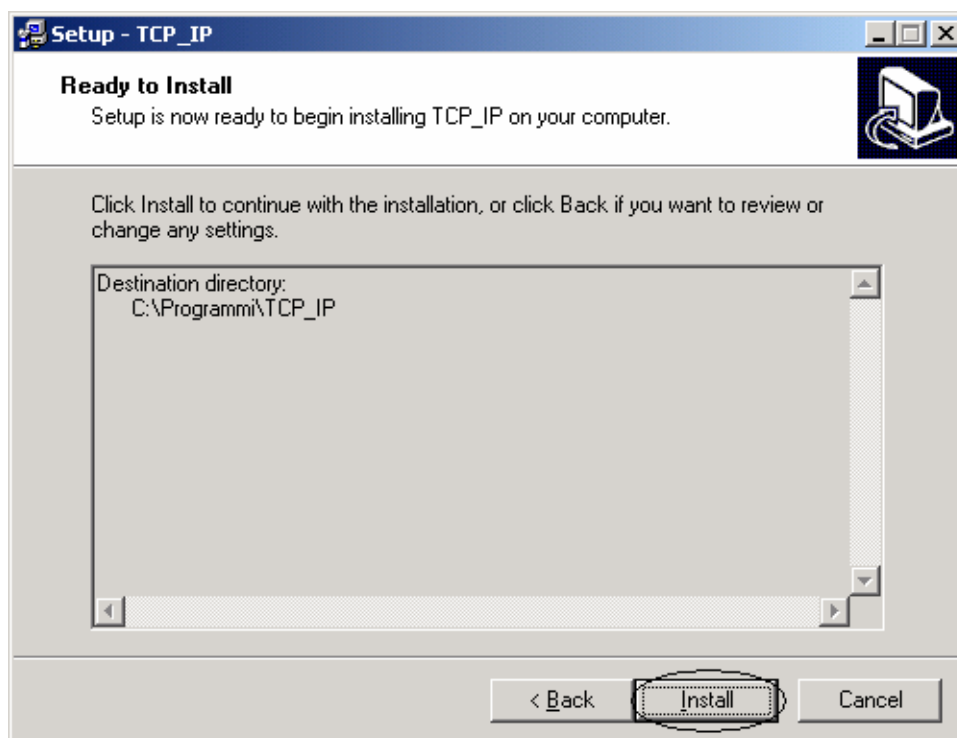 Setup - TCP_IP
Ready to Install
Setup is now ready to begin installing TCP_IP on your computer.
Click Install to continue with the installation, or click Back if you want to review or
change any settings.
Destination directory:
C:\Programmi\TCP_IP
< Back
Install
Cancel